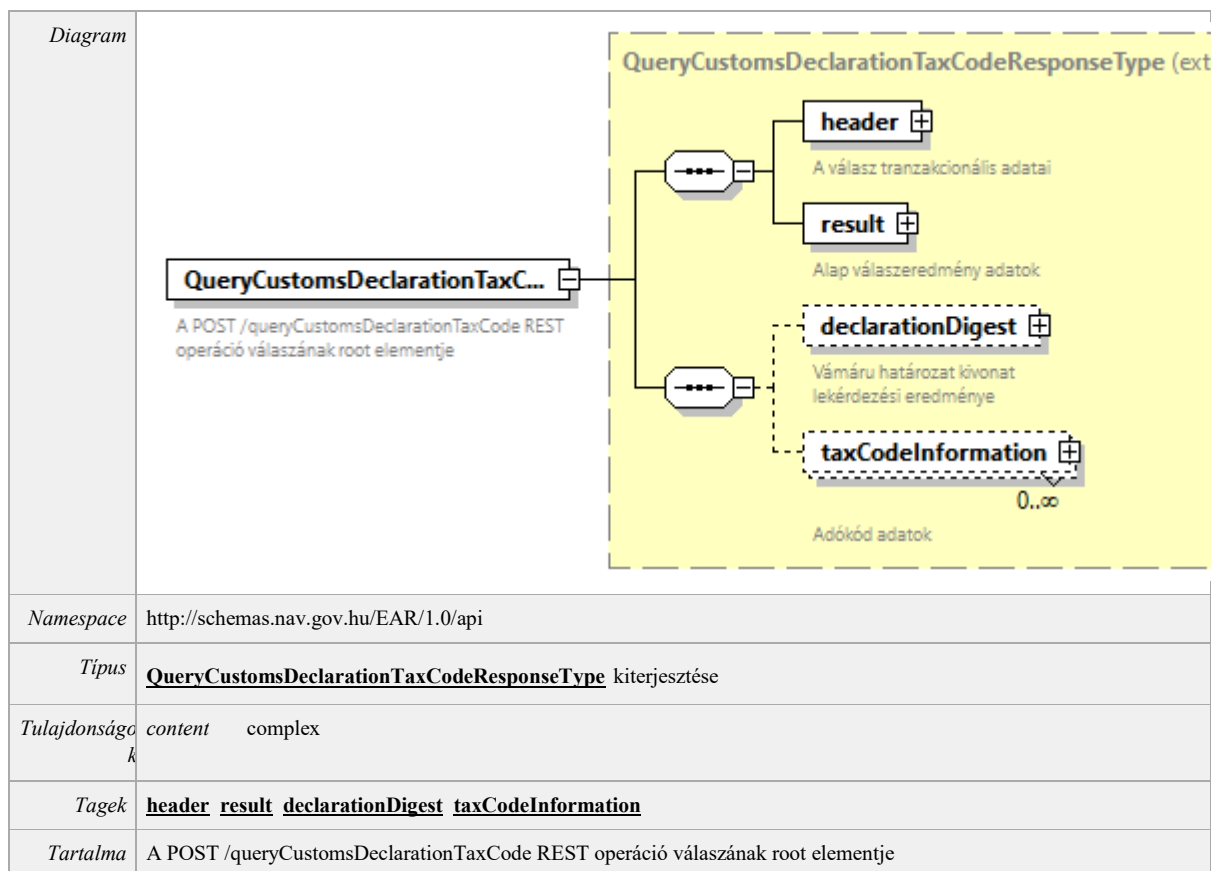 Diagram
QueryCustomsDeclarationTaxCodeResponseType (ext
header
A válasz tranzakcionális adatai
result
Alap válaszeredmény adatok
QueryCustomsDeclarationTaxC...
A POST /queryCustomsDeclarationTaxCode REST
operáció válaszának root elementje
declarationDigest
Vámáru határozat kivonat
lekérdezési eredménye
taxCodeInformation
0..∞
Adókód adatok
Namespace http://schemas.nav.gov.hu/EAR/1.0/api
Típus QueryCustomsDeclarationTaxCodeResponseType kiterjesztése
Tulajdonságo content complex
k
Tagek header result declarationDigest taxCodeInformation
Tartalma A POST /queryCustomsDeclarationTaxCode REST operáció válaszának root elementje